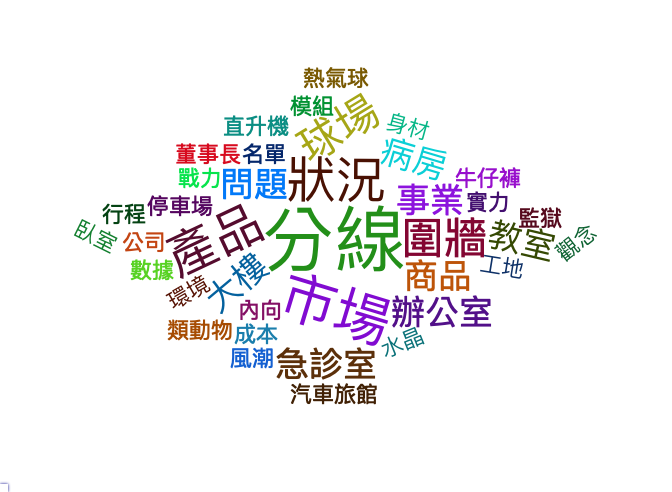 熱氣球
模組
球場
身材
直升機
董事長
名單
病房
戰力
問題
狀況
牛仔褲
事業
實力
行程
停車場
監獄
臥室
公司
產品
分線
圍牆
教室
觀念
數據
環境
大樓
商品
工地
內向
市場
辦公室
類動物
成本
水晶
風潮
急診室
汽車旅館